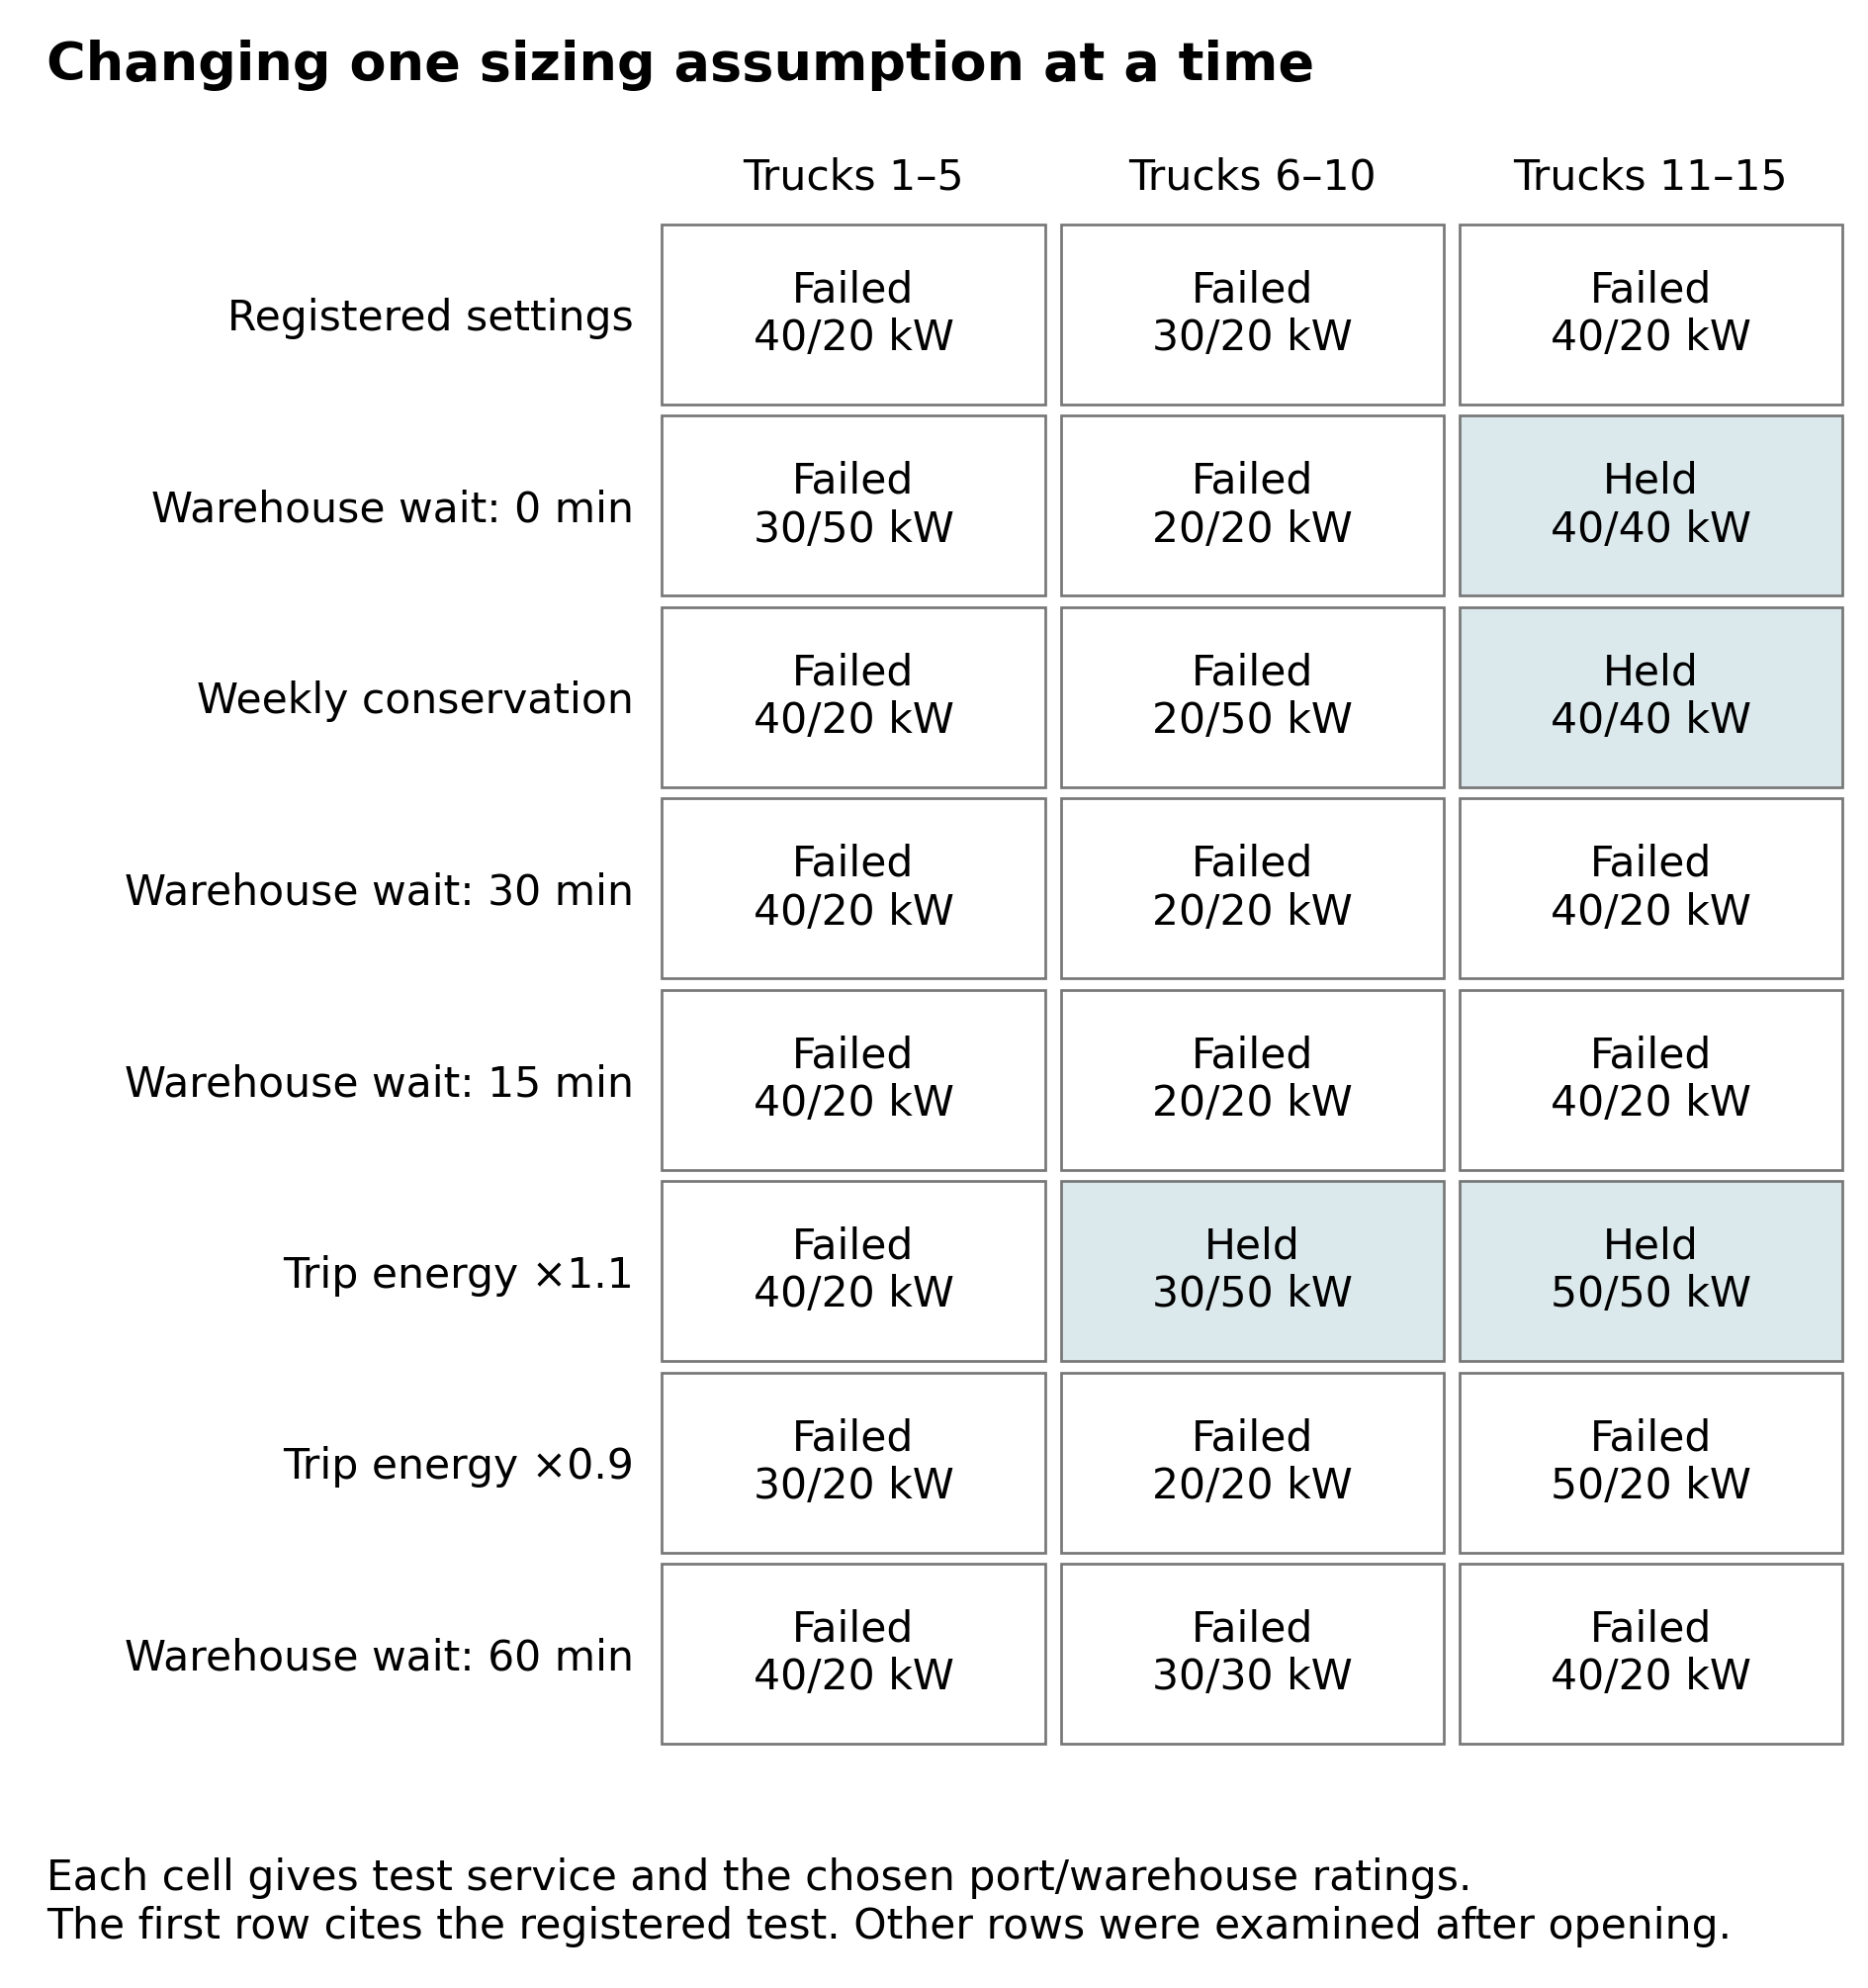 Changing one sizing assumption at a time
Trucks 1–5 Trucks 6–10 Trucks 11–15
Registered settings
Failed
40/20 kW
Failed
30/20 kW
Failed
40/20 kW
Warehouse wait: 0 min
Failed
30/50 kW
Failed
20/20 kW
Held
40/40 kW
Weekly conservation
Failed
40/20 kW
Failed
20/50 kW
Held
40/40 kW
Warehouse wait: 30 min
Failed
40/20 kW
Failed
20/20 kW
Failed
40/20 kW
Warehouse wait: 15 min
Failed
40/20 kW
Failed
20/20 kW
Failed
40/20 kW
Trip energy ×1.1
Failed
40/20 kW
Held
30/50 kW
Held
50/50 kW
Trip energy ×0.9
Failed
30/20 kW
Failed
20/20 kW
Failed
50/20 kW
Warehouse wait: 60 min
Failed
40/20 kW
Failed
30/30 kW
Failed
40/20 kW
Each cell gives test service and the chosen port/warehouse ratings.
The first row cites the registered test. Other rows were examined after opening.